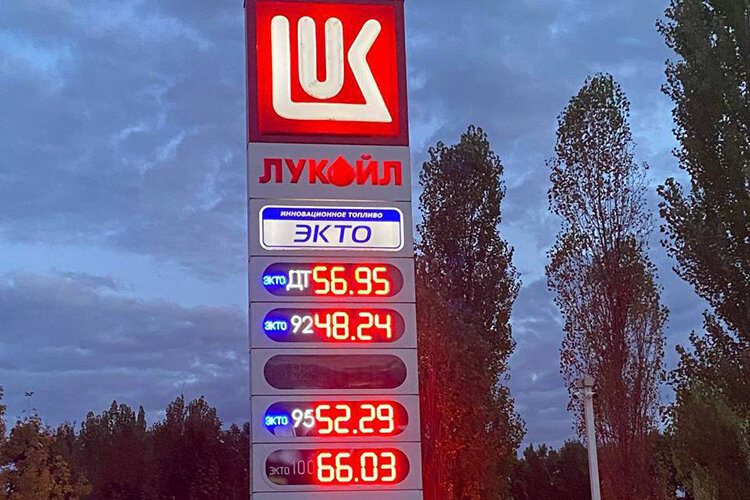 LUK
ЛУКОЙЛ
ИННОВАЦИОННОЕ ТОПЛИВО
ЭКТО
ЭКТО ДТ 56.95
ЭКТО 92 48.24
ЭКТО 95 52.29
ЭКТО 100 66.03